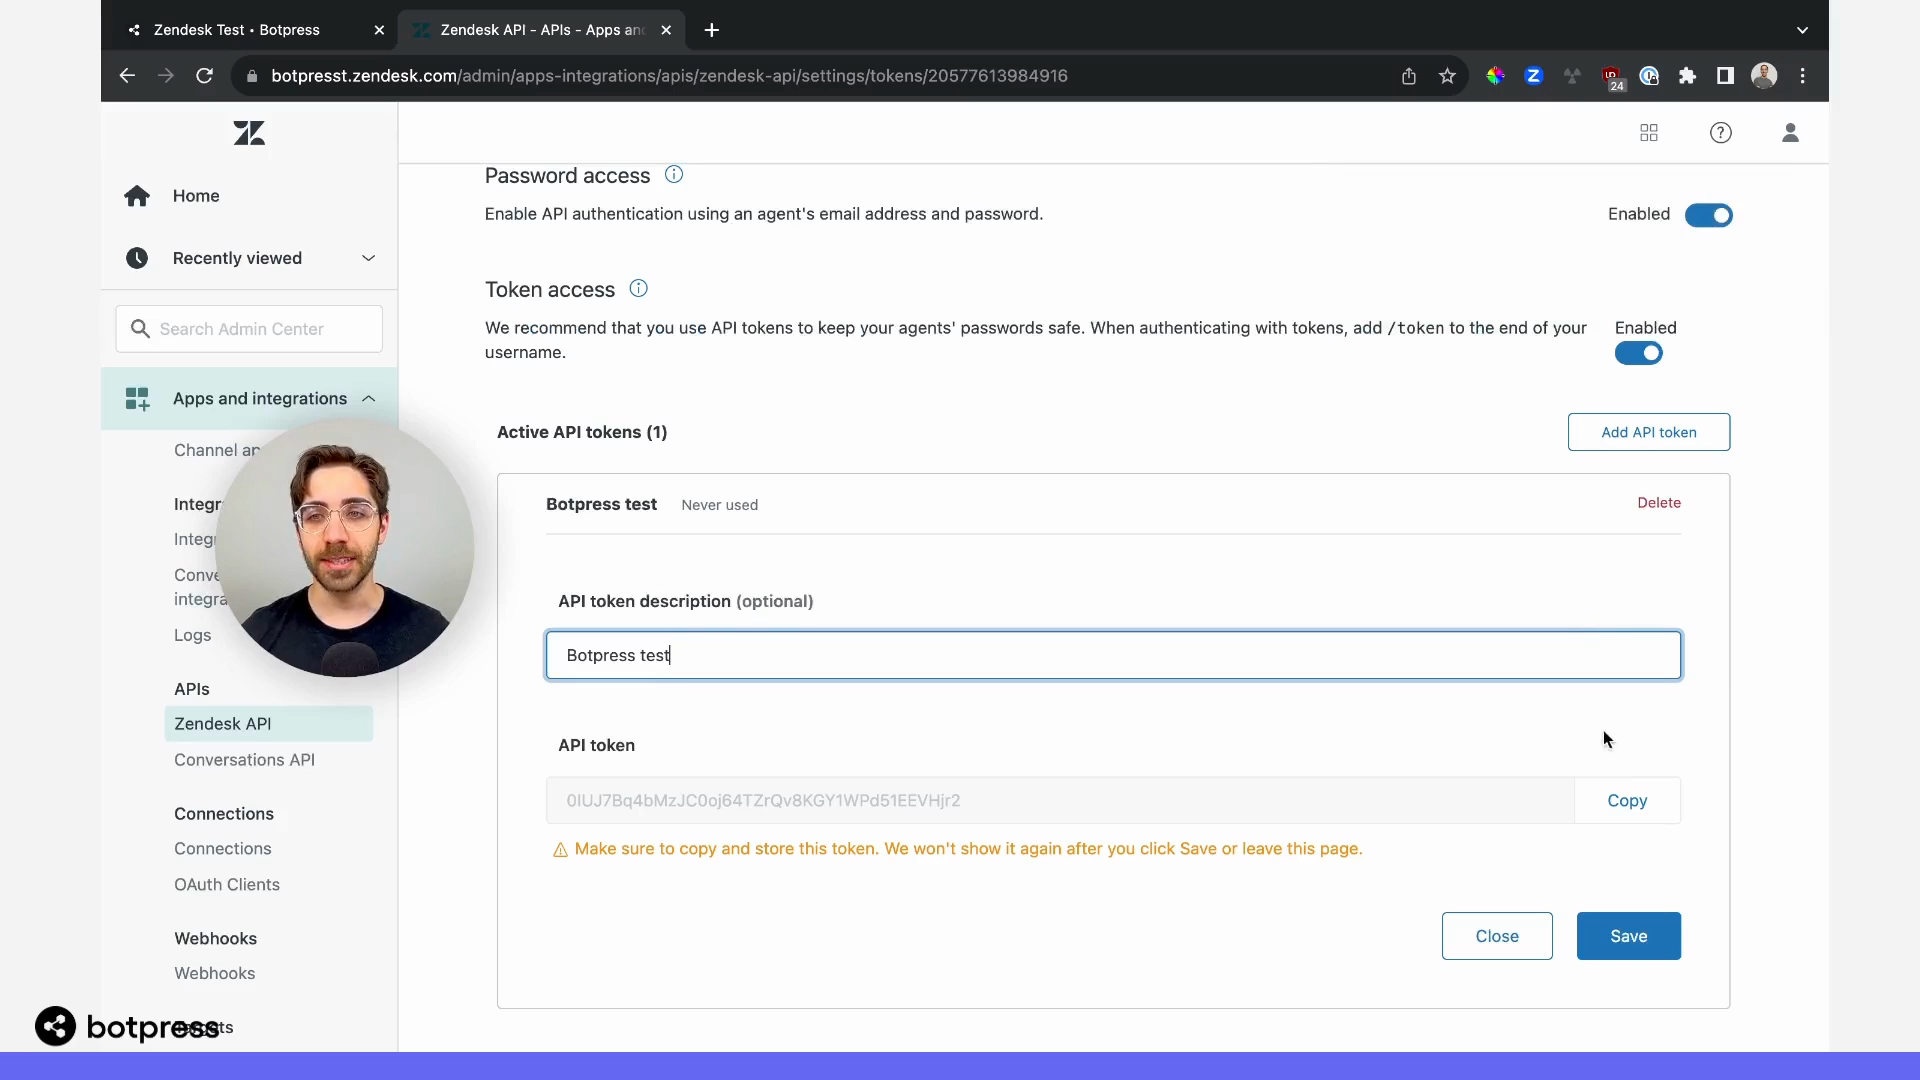 Zendesk Test • Botpress
Zendesk API - APIs - Apps an
botpresst.zendesk.com/admin/apps-integrations/apis/zendesk-api/settings/tokens/20577613984916
24
Home
Recently viewed
Search Admin Center
Apps and integrations
Channel ap
Integr
Integ
Conve
integra
Logs
APIs
Zendesk API
Conversations API
Connections
Connections
OAuth Clients
Webhooks
Webhooks
botpress
Password access
Enable API authentication using an agent's email address and password.
Enabled
Token access
We recommend that you use API tokens to keep your agents' passwords safe. When authenticating with tokens, add /token to the end of your
username.
Enabled
Active API tokens (1)
Add API token
Botpress test Never used
Delete
API token description (optional)
Botpress test
API token
0IUJ7Bq4bMzJC0oj64TZrQv8KGY1WPd51EEVHjr2
Copy
Make sure to copy and store this token. We won't show it again after you click Save or leave this page.
Close
Save